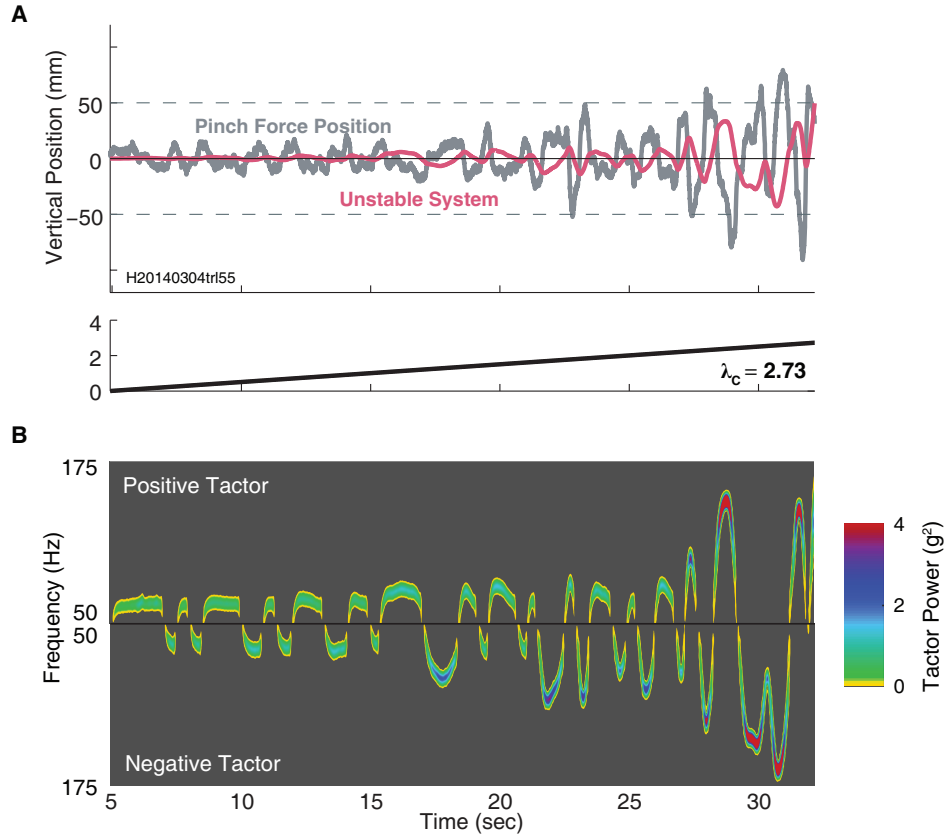 A
Vertical Position (mm)
50
0
−50
Pinch Force Position
Unstable System
H20140304trl55
4
2
0
λC = 2.73
B
Frequency (Hz)
175
50
50
175
Positive Tactor
Negative Tactor
5
10
15
20
25
30
Time (sec)
4
2
0
Tactor Power (g²)